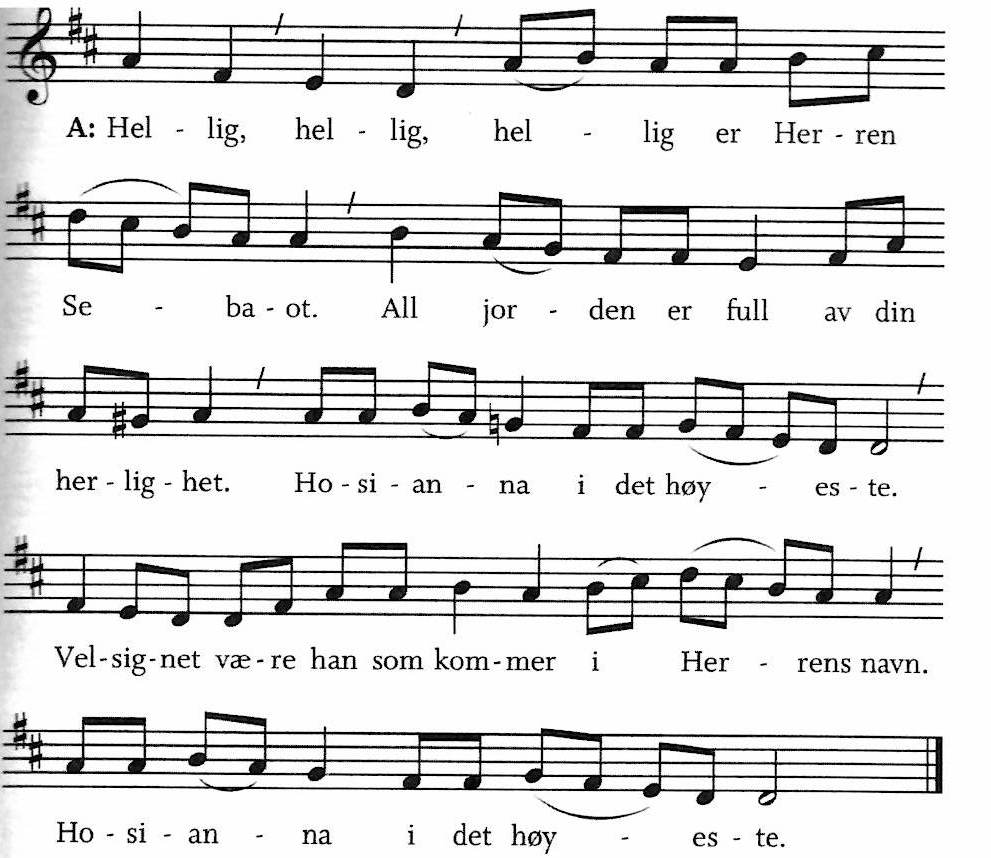 A: Hel - lig, hel - lig, hel - lig er Her - ren
Se - ba - ot. All jor - den er full av din
her - lig - het. Ho - si - an - na i det høy - es - te.
Vel-sig-net væ-re han som kom-mer i Her - rens navn.
Ho - si - an - na i det høy - es - te.